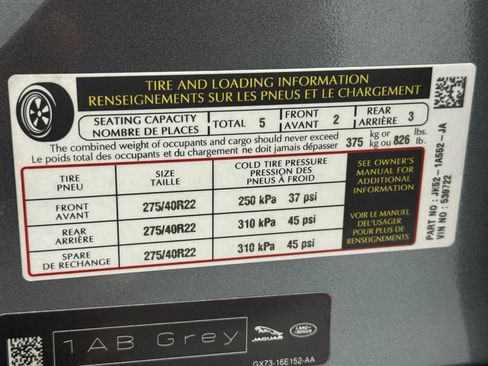 TIRE AND LOADING INFORMATION
RENSEIGNEMENTS SUR LES PNEUS ET LE CHARGEMENT
SEATING CAPACITY
NOMBRE DE PLACES
TOTAL 5
FRONT
AVANT 2
REAR
ARRIÈRE 3
The combined weight of occupants and cargo should never exceed
Le poids total des occupants et du chargement ne doit jamais dépasser
375 kg or
kg ou 826 lbs.
lb.
TIRE
PNEU
SIZE
TAILLE
COLD TIRE PRESSURE
PRESSION DES
PNEUS À FROID
FRONT
AVANT
275/40R22
250 kPa 37 psi
REAR
ARRIÈRE
275/40R22
310 kPa 45 psi
SPARE
DE RECHANGE
275/40R22
310 kPa 45 psi
SEE OWNER'S
MANUAL FOR
ADDITIONAL
INFORMATION
VOIR LE MANUEL
DEL'USAGER
POUR PLUS DE
RENSEIGNEMENTS
PART NO : JK52-1A552-JA
VIN NO : 539722
1AB Grey
JAGUAR
LAND ROVER
GX73-16E152-AA